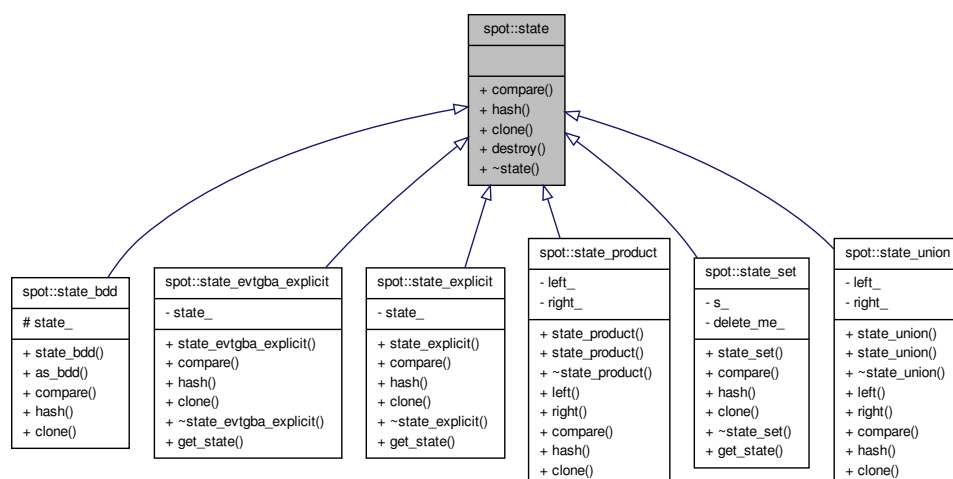 spot::state
+ compare()
+ hash()
+ clone()
+ destroy()
+ ~state()
spot::state_bdd
# state_
+ state_bdd()
+ as_bdd()
+ compare()
+ hash()
+ clone()
spot::state_evtgba_explicit
- state_
+ state_evtgba_explicit()
+ compare()
+ hash()
+ clone()
+ ~state_evtgba_explicit()
+ get_state()
spot::state_explicit
- state_
+ state_explicit()
+ compare()
+ hash()
+ clone()
+ ~state_explicit()
+ get_state()
spot::state_product
- left_
- right_
+ state_product()
+ state_product()
+ ~state_product()
+ left()
+ right()
+ compare()
+ hash()
+ clone()
spot::state_set
- s_
- delete_me_
+ state_set()
+ compare()
+ hash()
+ clone()
+ ~state_set()
+ get_state()
spot::state_union
- left_
- right_
+ state_union()
+ state_union()
+ ~state_union()
+ left()
+ right()
+ compare()
+ hash()
+ clone()